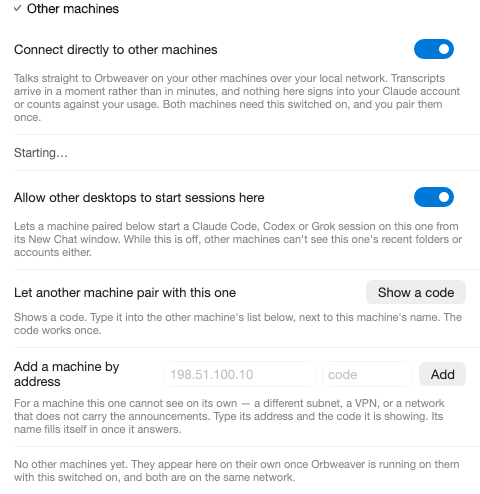 Other machines
Connect directly to other machines
Talks straight to Orbweaver on your other machines over your local network. Transcripts
arrive in a moment rather than in minutes, and nothing here signs into your Claude account
or counts against your usage. Both machines need this switched on, and you pair them
once.
Starting…
Allow other desktops to start sessions here
Lets a machine paired below start a Claude Code, Codex or Grok session on this one from
its New Chat window. While this is off, other machines can't see this one's recent folders or
accounts either.
Let another machine pair with this one
Show a code
Shows a code. Type it into the other machine's list below, next to this machine's name. The
code works once.
Add a machine by
address
198.51.100.10
code
Add
For a machine this one cannot see on its own — a different subnet, a VPN, or a network
that does not carry the announcements. Type its address and the code it is showing. Its
name fills itself in once it answers.
No other machines yet. They appear here on their own once Orbweaver is running on them
with this switched on, and both are on the same network.